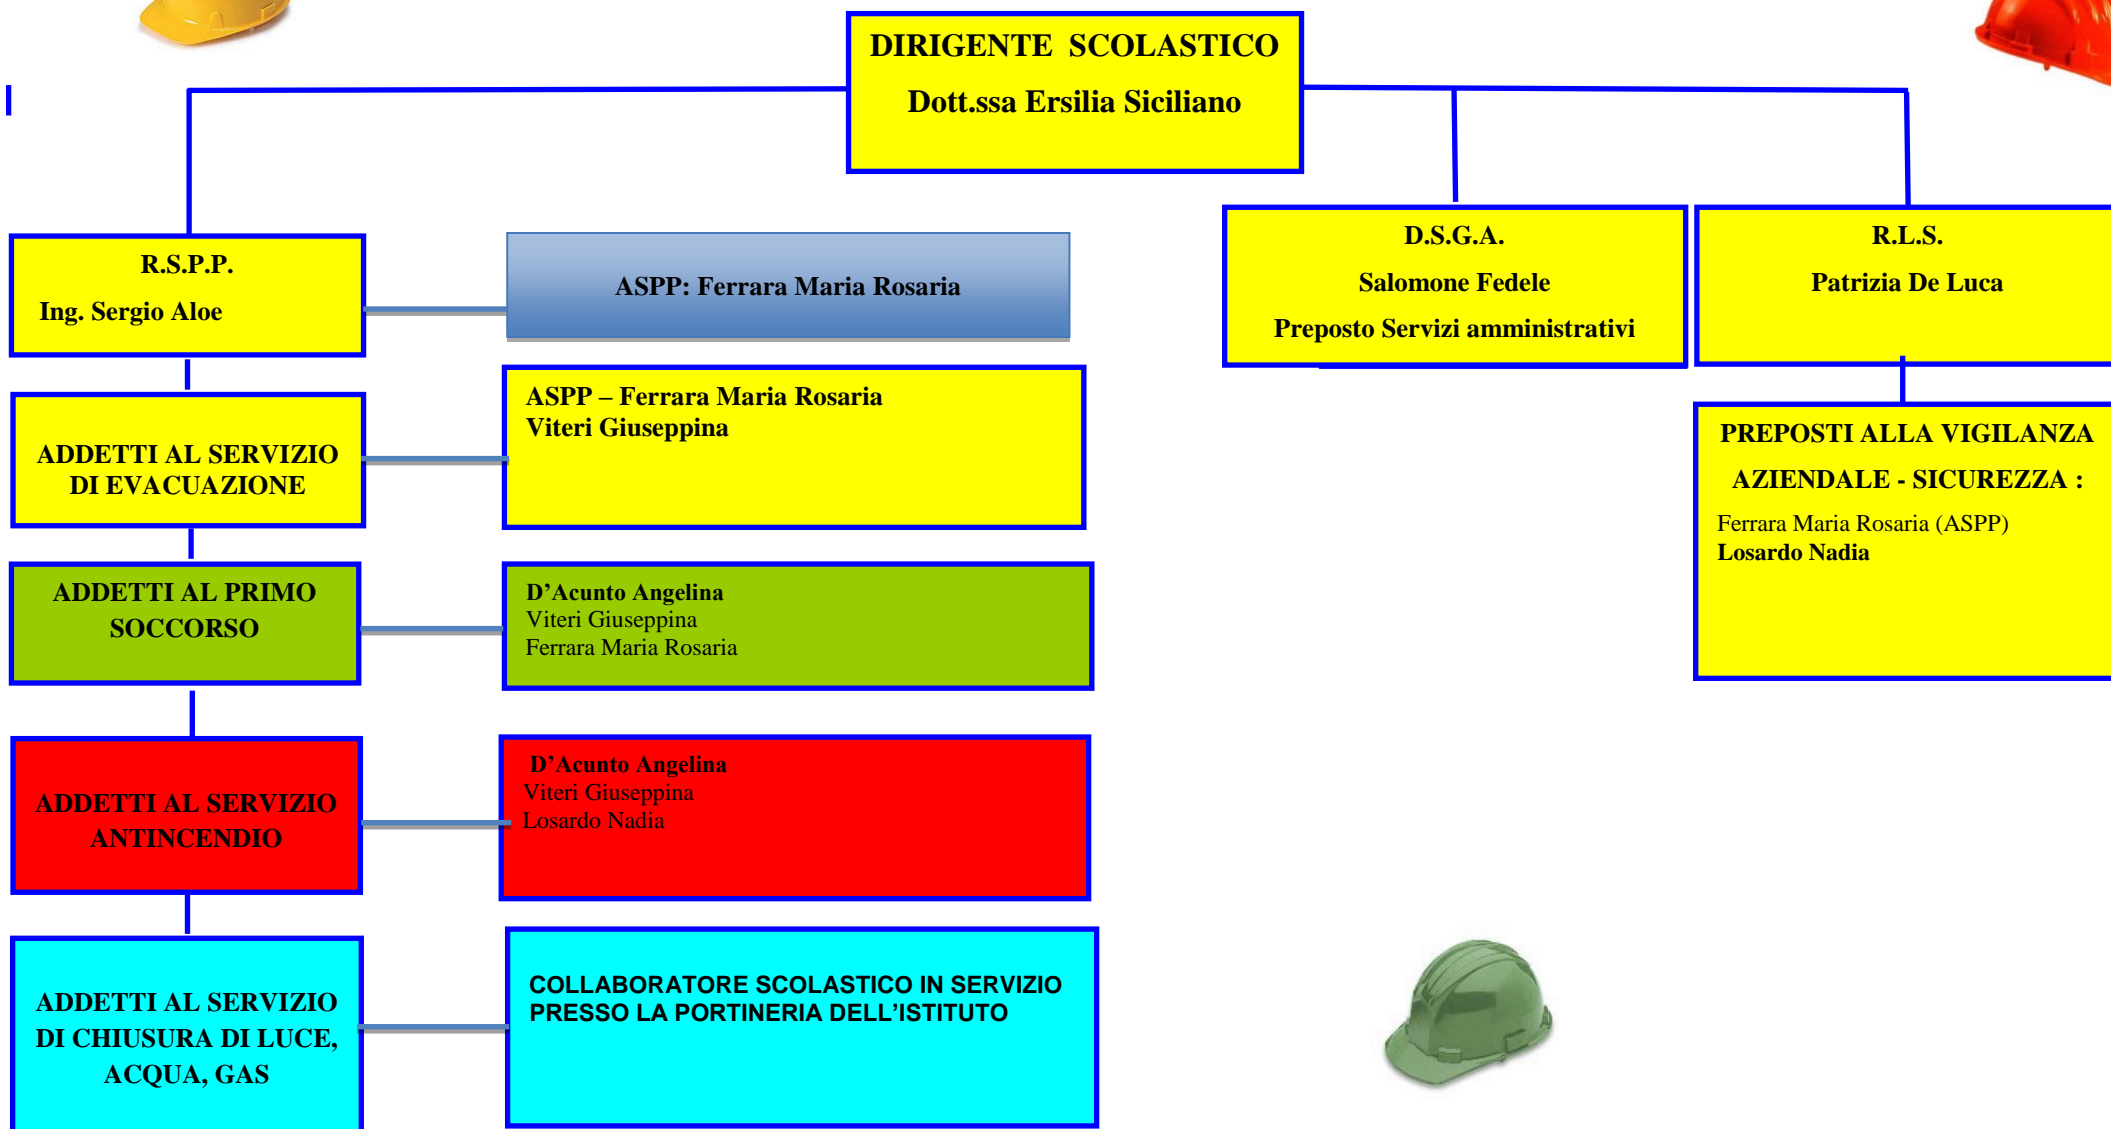 DIRIGENTE SCOLASTICO
Dott.ssa Ersilia Siciliano
R.S.P.P.
Ing. Sergio Aloe
ASPP: Ferrara Maria Rosaria
D.S.G.A.
Salomone Fedele
Preposto Servizi amministrativi
R.L.S.
Patrizia De Luca
ADDETTI AL SERVIZIO
DI EVACUAZIONE
ASPP – Ferrara Maria Rosaria
Viteri Giuseppina
PREPOSTI ALLA VIGILANZA
AZIENDALE - SICUREZZA :
Ferrara Maria Rosaria (ASPP)
Losardo Nadia
ADDETTI AL PRIMO
SOCCORSO
D’Acunto Angelina
Viteri Giuseppina
Ferrara Maria Rosaria
ADDETTI AL SERVIZIO
ANTINCENDIO
D’Acunto Angelina
Viteri Giuseppina
Losardo Nadia
ADDETTI AL SERVIZIO
DI CHIUSURA DI LUCE,
ACQUA, GAS
COLLABORATORE SCOLASTICO IN SERVIZIO
PRESSO LA PORTINERIA DELL’ISTITUTO